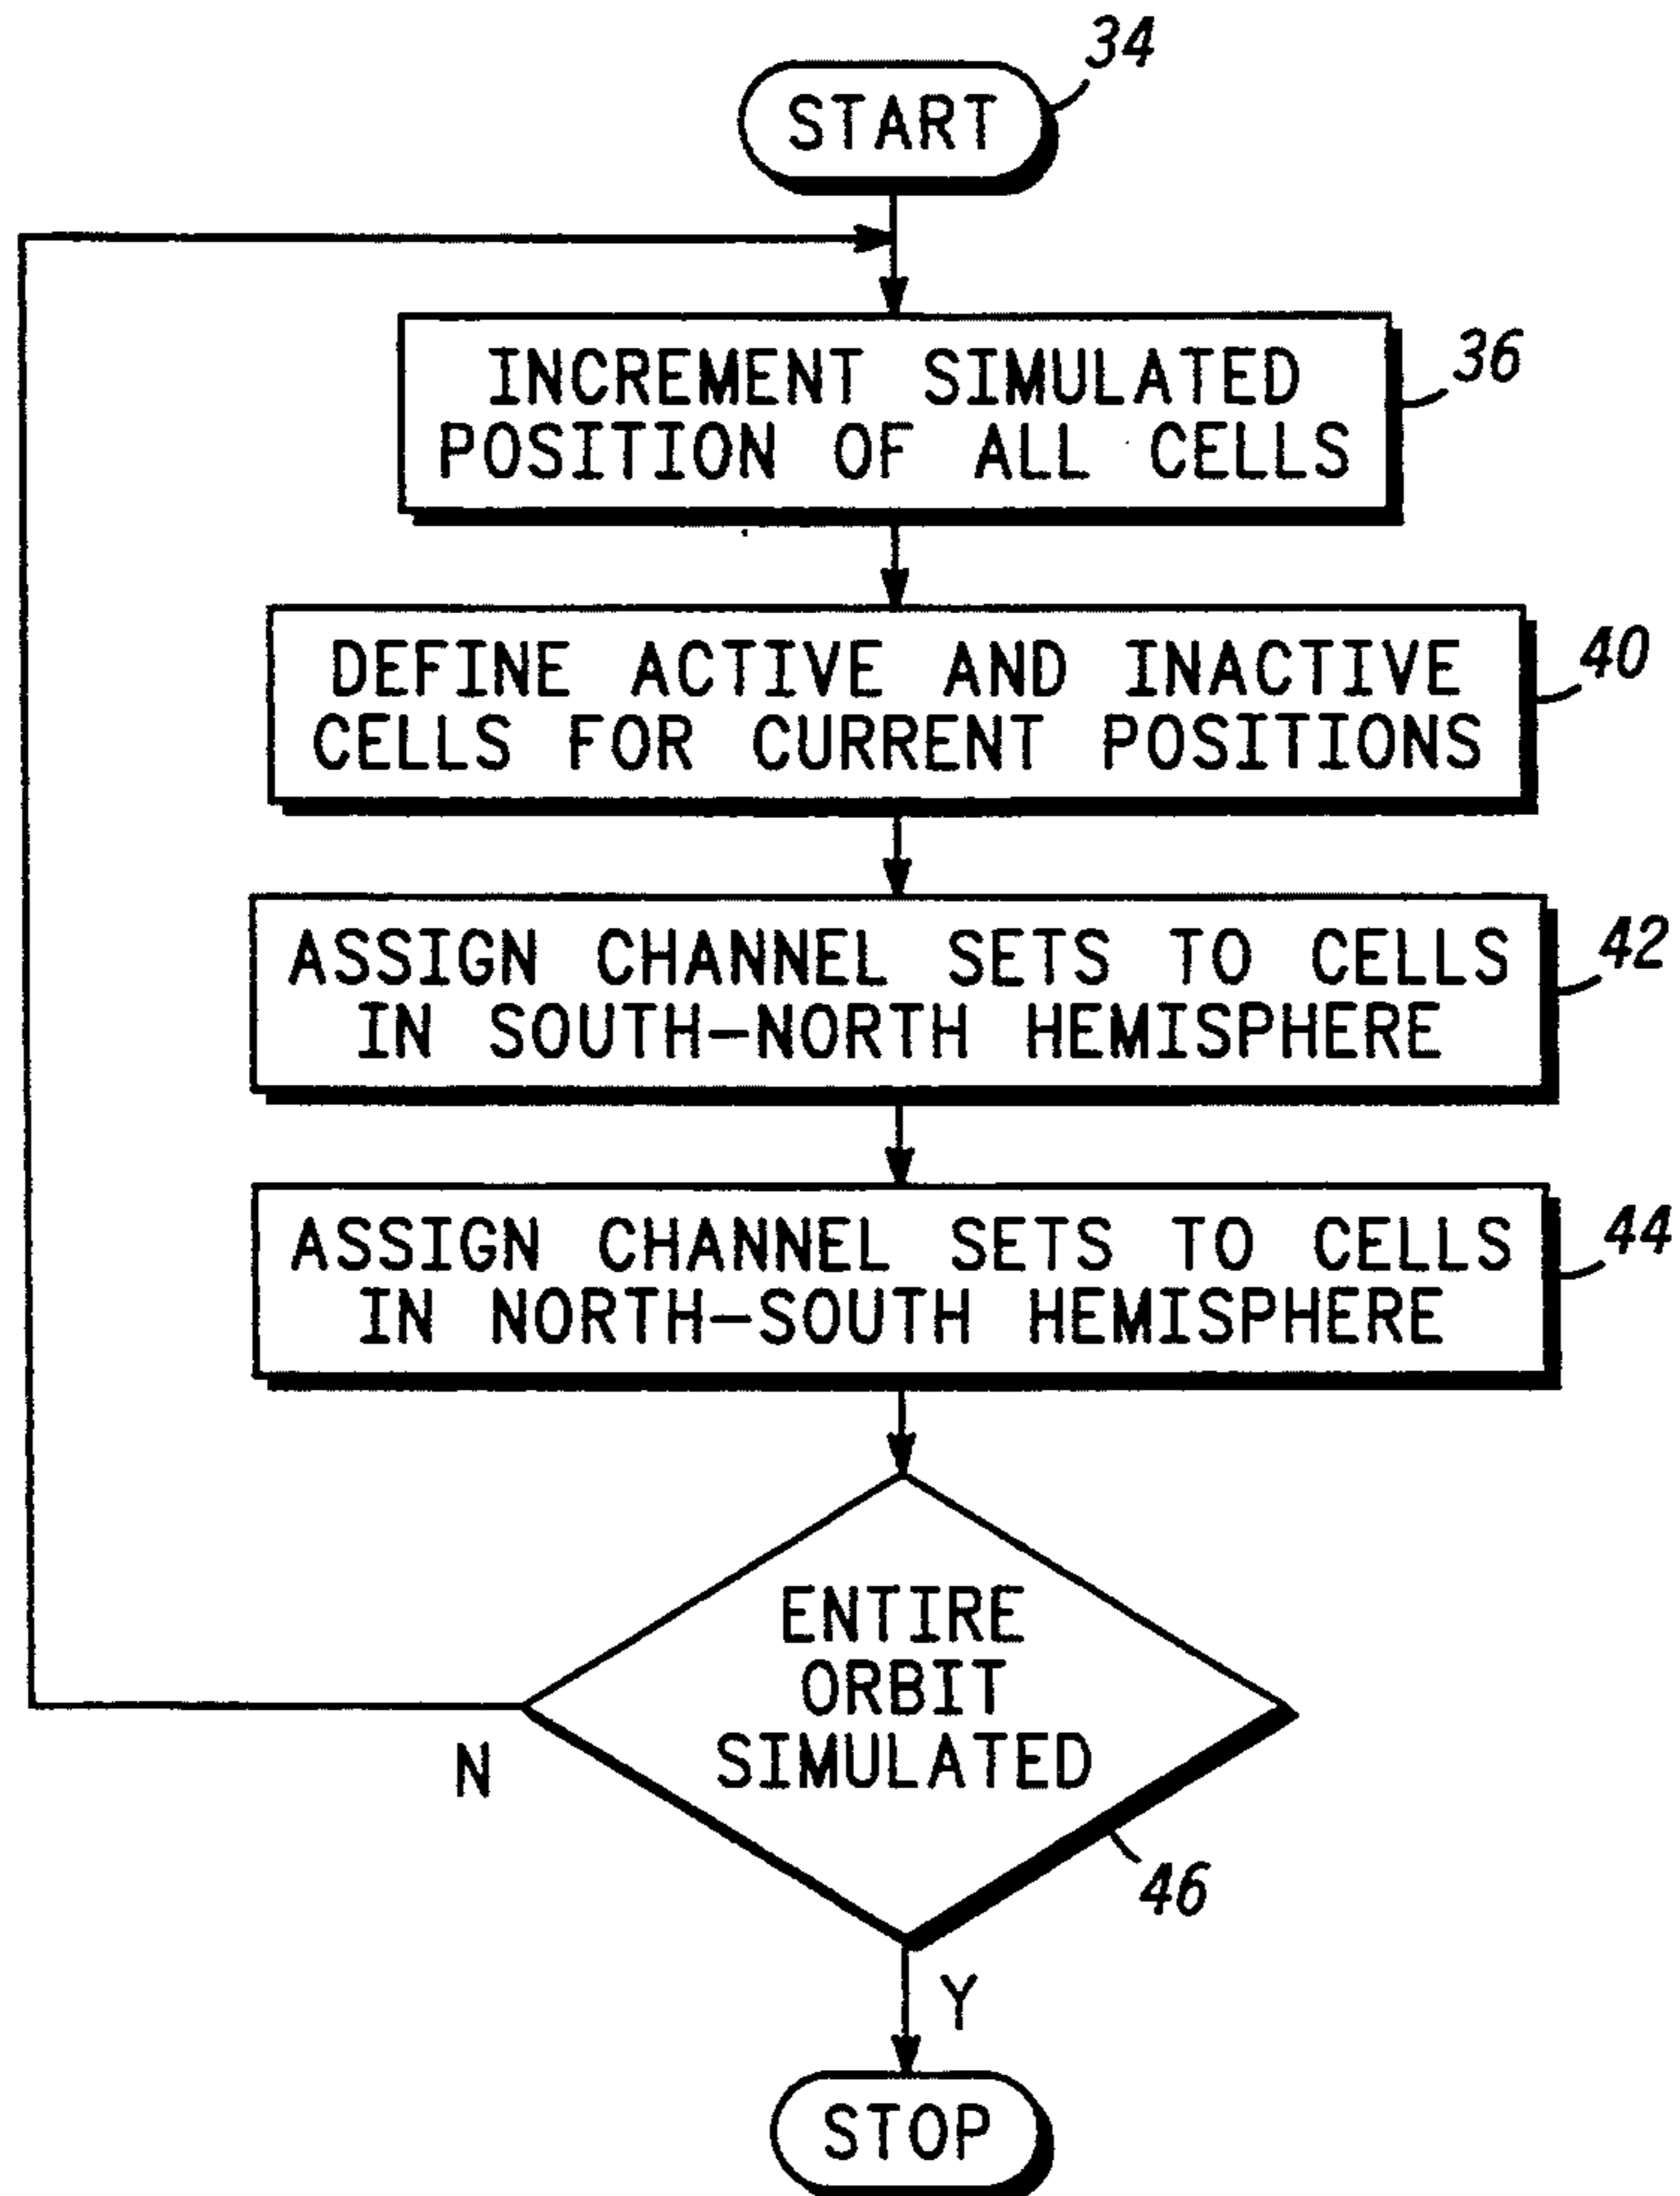 34
START
INCREMENT SIMULATED
POSITION OF ALL CELLS
36
DEFINE ACTIVE AND INACTIVE
CELLS FOR CURRENT POSITIONS
40
ASSIGN CHANNEL SETS TO CELLS
IN SOUTH-NORTH HEMISPHERE
42
ASSIGN CHANNEL SETS TO CELLS
IN NORTH-SOUTH HEMISPHERE
44
ENTIRE
ORBIT
SIMULATED
N
46
Y
STOP